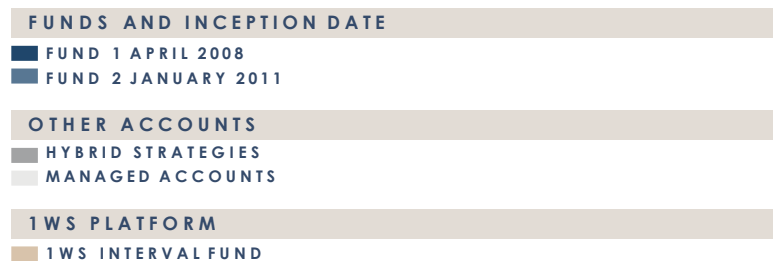 FUNDS AND INCEPTION DATE
FUND 1 APRIL 2008
FUND 2 JANUARY 2011
OTHER ACCOUNTS
HYBRID STRATEGIES
MANAGED ACCOUNTS
1WS PLATFORM
1WS INTERVAL FUND